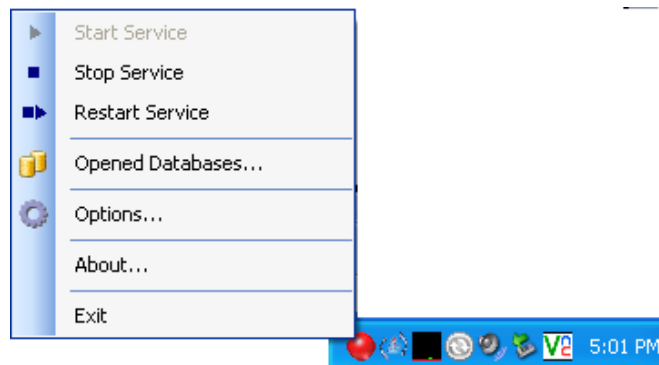 Start Service
Stop Service
Restart Service
Opened Databases...
Options...
About...
Exit
5:01 PM